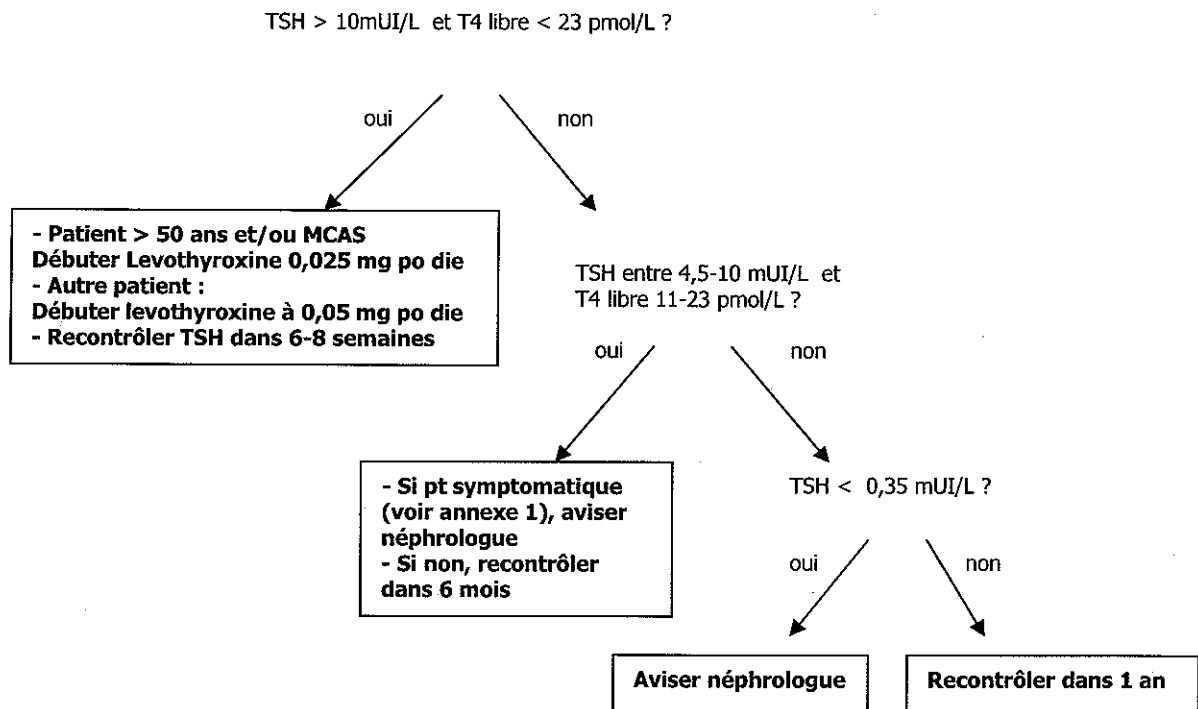 TSH > 10mUI/L et T4 libre < 23 pmol/L ?
oui
non
- Patient > 50 ans et/ou MCAS
Débuter Levothyroxine 0,025 mg po die
- Autre patient :
Débuter levothyroxine à 0,05 mg po die
- Recontrôler TSH dans 6-8 semaines
TSH entre 4,5-10 mUI/L et
T4 libre 11-23 pmol/L ?
oui
non
- Si pt symptomatique
(voir annexe 1), aviser
néphrologue
- Si non, recontrôler
dans 6 mois
TSH < 0,35 mUI/L ?
oui
non
Aviser néphrologue
Recontrôler dans 1 an